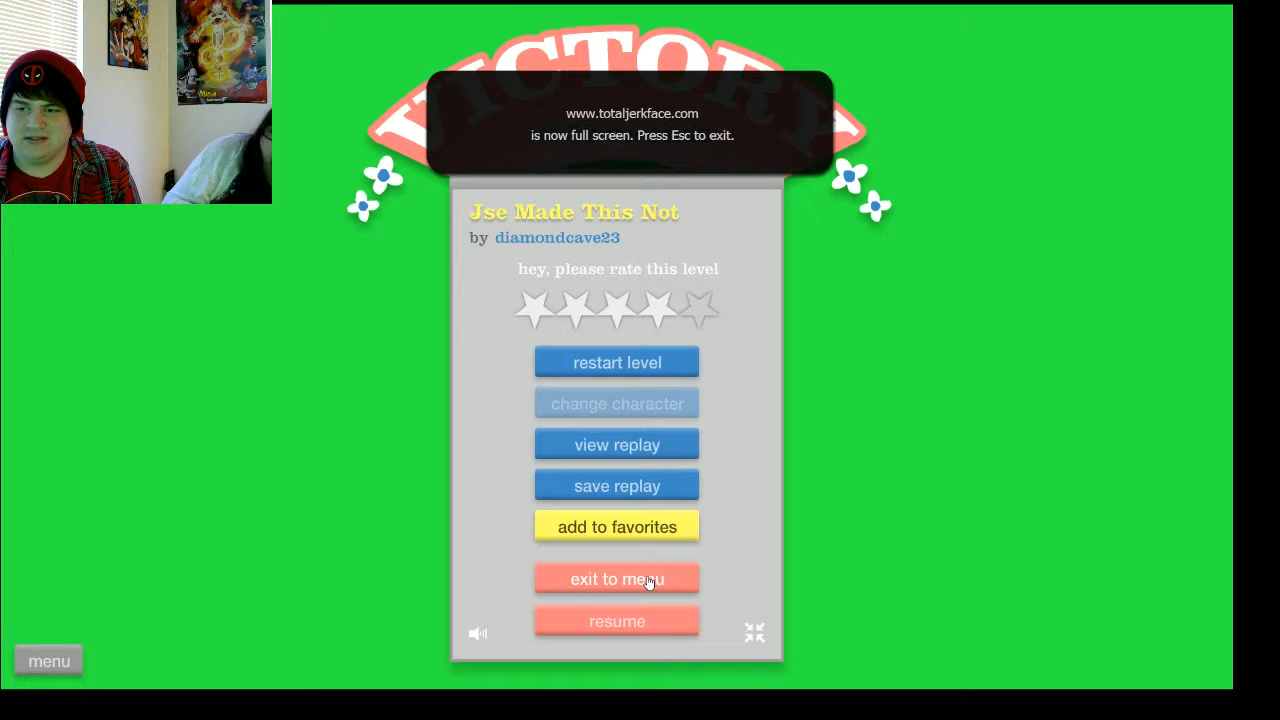 VICTORY
www.totaljerkface.com
is now full screen. Press Esc to exit.
Jse Made This Not
by diamondcave23
hey, please rate this level
restart level
change character
view replay
save replay
add to favorites
exit to menu
resume
menu